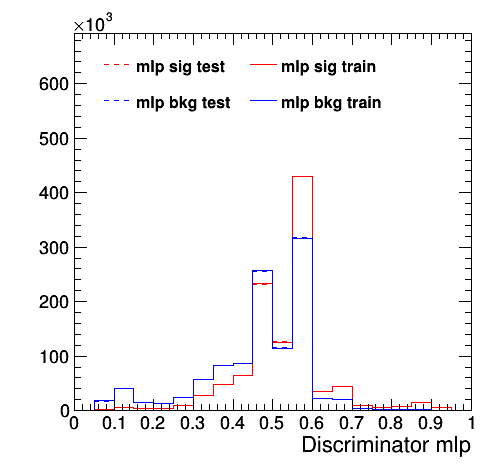 ×10³
600
500
400
300
200
100
0
mlp sig test
mlp sig train
mlp bkg test
mlp bkg train
0 0.1 0.2 0.3 0.4 0.5 0.6 0.7 0.8 0.9 1
Discriminator mlp